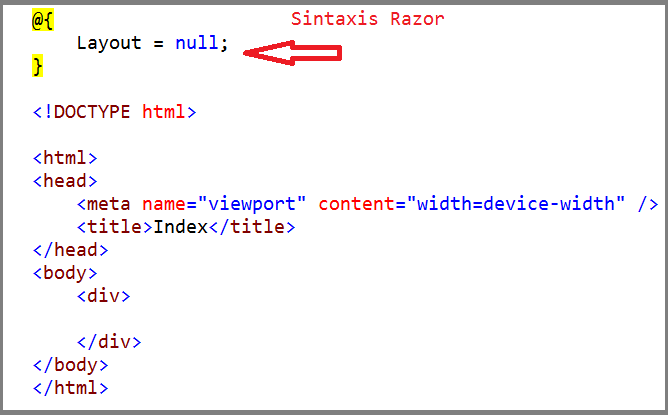 @{ Sintaxis Razor
Layout = null;
}
<!DOCTYPE html>
<html>
<head>
<meta name="viewport" content="width=device-width" />
<title>Index</title>
</head>
<body>
<div>
</div>
</body>
</html>